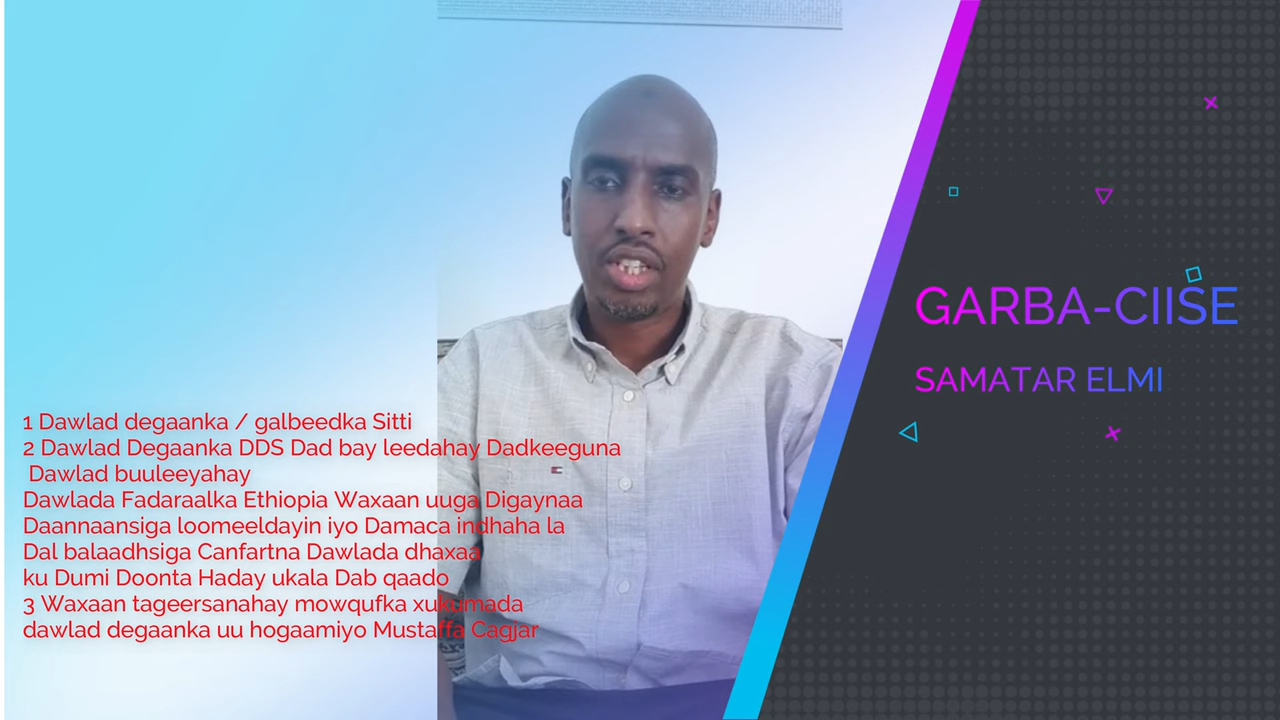 1 Dawlad degaanka / galbeedka Sitti
2 Dawlad Degaanka DDS Dad bay leedahay Dadkeeguna
Dawlad buuleeyahay
Dawlada Fadaraalka Ethiopia Waxaan uuga Digaynaa
Daannaansiga loomeeldayin iyo Damaca indhaha la
Dal balaadhsiga Canfartna Dawlada dhaxaa
ku Dumi Doonta Haday ukala Dab qaado
3 Waxaan tageersanahay mowqufka xukumada
dawlad degaanka uu hogaamiyo Mustaffa Cagjar
GARBA-CIISE
SAMATAR ELMI